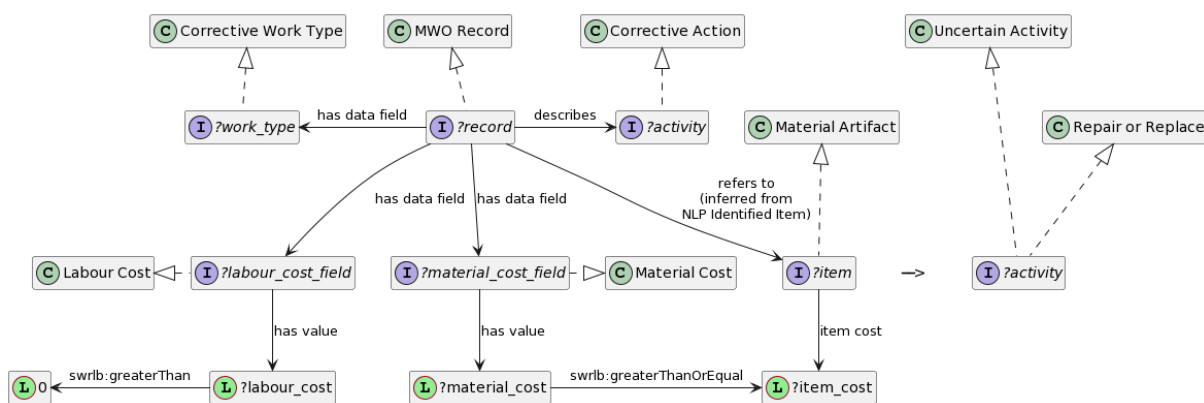 C Corrective Work Type
C MWO Record
C Corrective Action
C Uncertain Activity
I ?work_type
has data field
I ?record
describes
I ?activity
C Material Artifact
C Repair or Replace
has data field
has data field
refers to
(inferred from
NLP Identified Item)
C Labour Cost
I ?labour_cost_field
I ?material_cost_field
C Material Cost
I ?item
—>
I ?activity
has value
has value
item cost
L 0
swrlb:greaterThan
L ?labour_cost
L ?material_cost
swrlb:greaterThanOrEqual
L ?item_cost